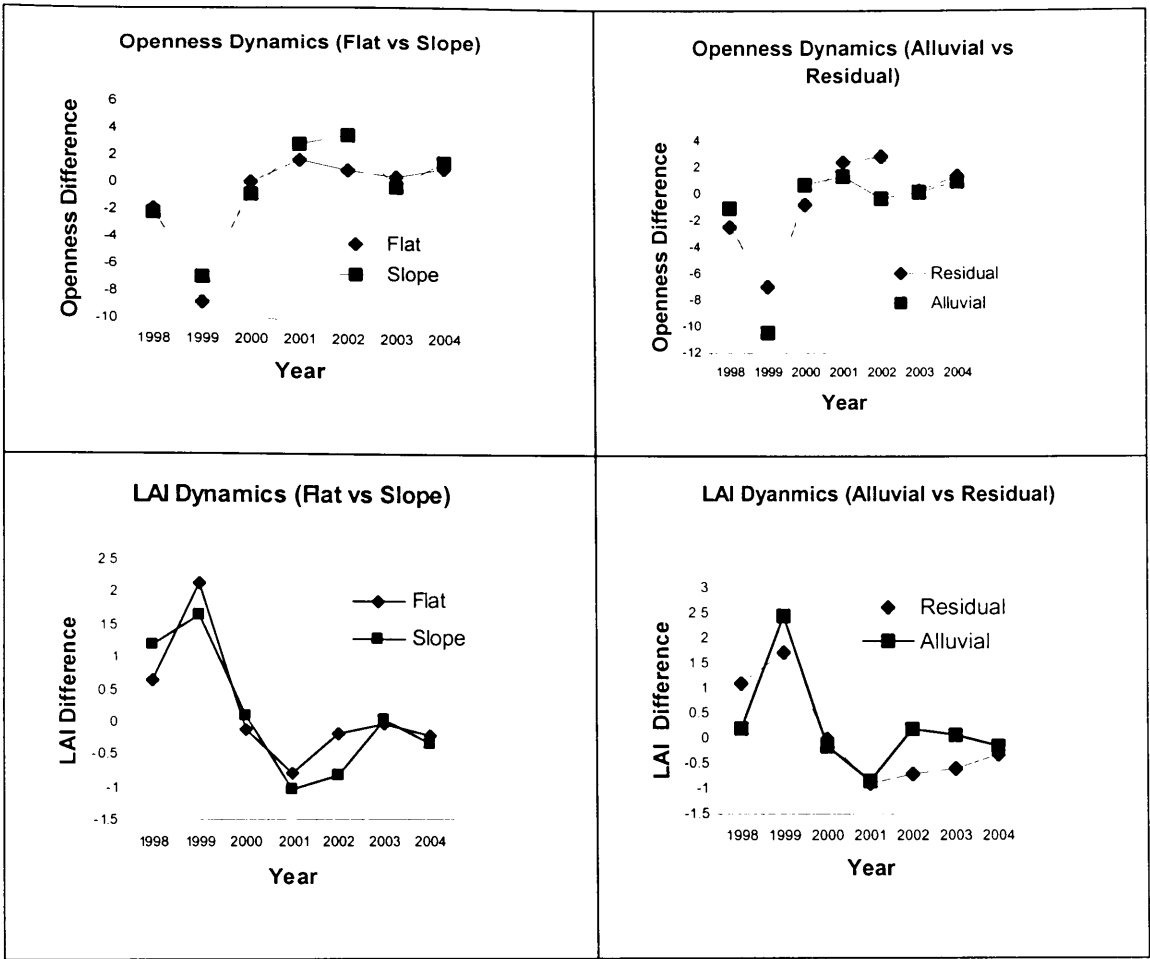 Openness Dynamics (Flat vs Slope)
Openness Difference
6
4
2
0
-2
-4
-6
-8
-10
Flat
Slope
1998 1999 2000 2001 2002 2003 2004
Year
Openness Dynamics (Alluvial vs
Residual)
Openness Difference
4
2
0
-2
-4
-6
-8
-10
-12
Residual
Alluvial
1998 1999 2000 2001 2002 2003 2004
Year
LAI Dynamics (Flat vs Slope)
LAI Difference
2 5
2
1 5
1
0 5
0
-0 5
-1
-1.5
Flat
Slope
1998 1999 2000 2001 2002 2003 2004
Year
LAI Dyanmics (Alluvial vs Residual)
LAI Difference
3
2 5
2
1 5
1
0.5
0
-0.5
-1
-1.5
Residual
Alluvial
1998 1999 2000 2001 2002 2003 2004
Year